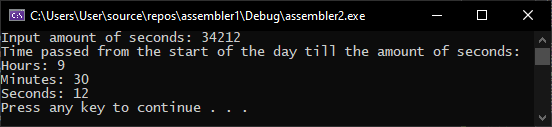 C:\Users\User\source\repos\assembler1\Debug\assembler2.exe
Input amount of seconds: 34212
Time passed from the start of the day till the amount of seconds:
Hours: 9
Minutes: 30
Seconds: 12
Press any key to continue . . .